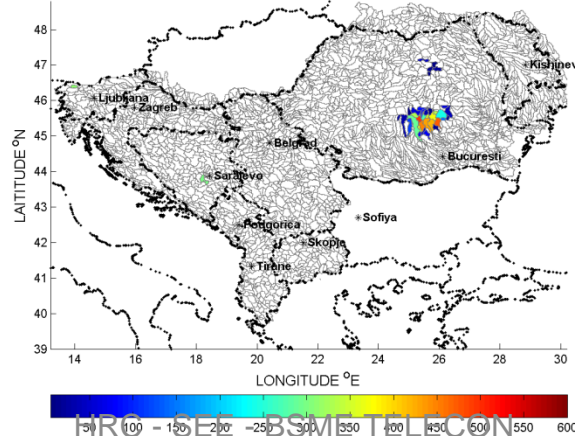 48
47
46
45
44
43
42
41
40
39
LAITITUDE °N
Kishinev
Ljubljana
Zagreb
Belgrad
Bucuresti
Sarajevo
Sofiya
Podgorica
Skopje
Tirane
14 16 18 20 22 24 26 28 30
LONGITUDE °E
50 100 150 200 250 300 350 400 450 500 550 600
HRC - SEE - BSME TELECON